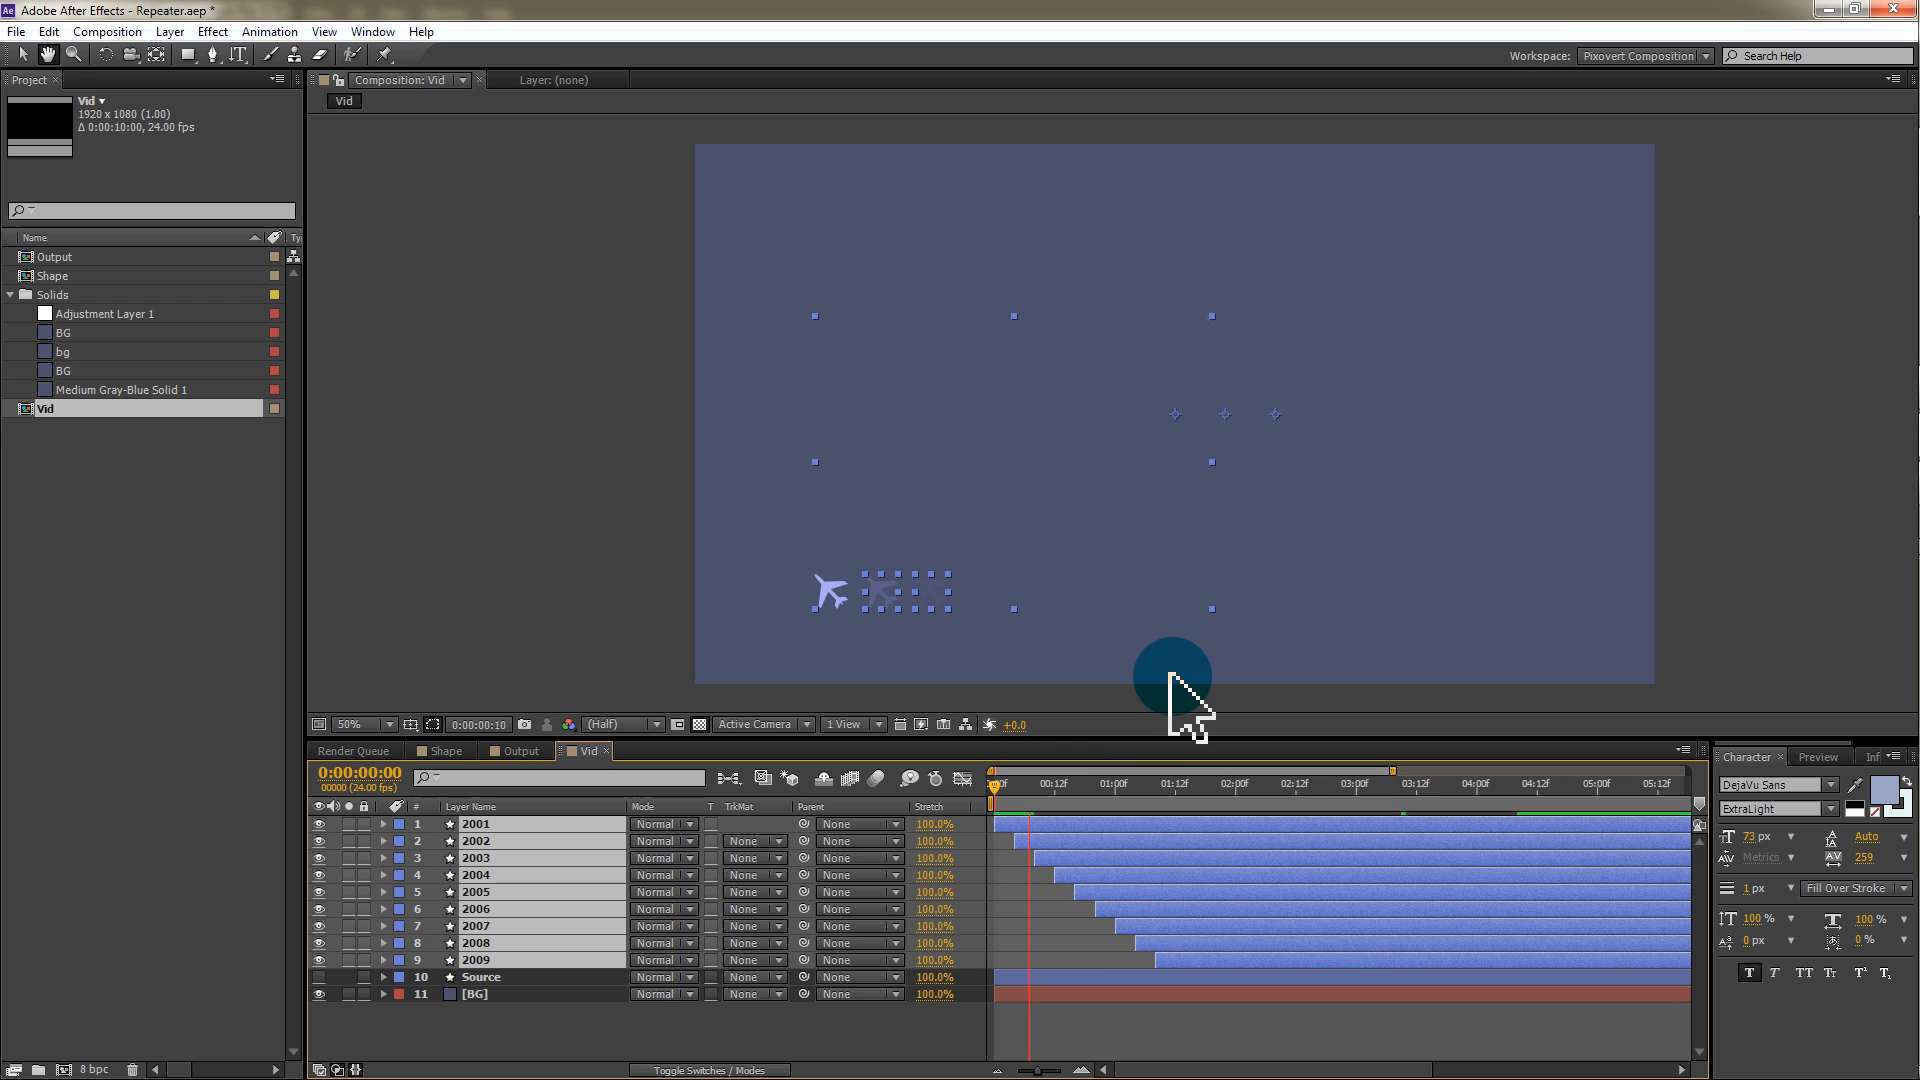 Adobe After Effects - Repeater.aep *
File Edit Composition Layer Effect Animation View Window Help
Workspace: Pixovert Composition Search Help
Project Composition: Vid Layer: (none)
Vid
Vid
1920 x 1080 (1.00)
Δ 0:00:10:00, 24.00 fps
Name Ty
Output
Shape
Solids
Adjustment Layer 1
BG
bg
BG
Medium Gray-Blue Solid 1
Vid
50% 0:00:00:10 (Half) Active Camera 1 View +0.0
Render Queue Shape Output Vid
0:00:00:00
00000 (24.00 fps)
00f 00:12f 01:00f 01:12f 02:00f 02:12f 03:00f 03:12f 04:00f 04:12f 05:00f 05:12f
# Layer Name Mode T TrkMat Parent Stretch
1 2001 Normal None 100.0%
2 2002 Normal None None 100.0%
3 2003 Normal None None 100.0%
4 2004 Normal None None 100.0%
5 2005 Normal None None 100.0%
6 2006 Normal None None 100.0%
7 2007 Normal None None 100.0%
8 2008 Normal None None 100.0%
9 2009 Normal None None 100.0%
10 Source Normal None None 100.0%
11 [BG] Normal None None 100.0%
Character Preview Inf
DejaVu Sans
ExtraLight
73 px Auto
Metrics 259
1 px Fill Over Stroke
100 % 100 %
0 px 0 %
T T TT Tt T¹ T₁
8 bpc Toggle Switches / Modes